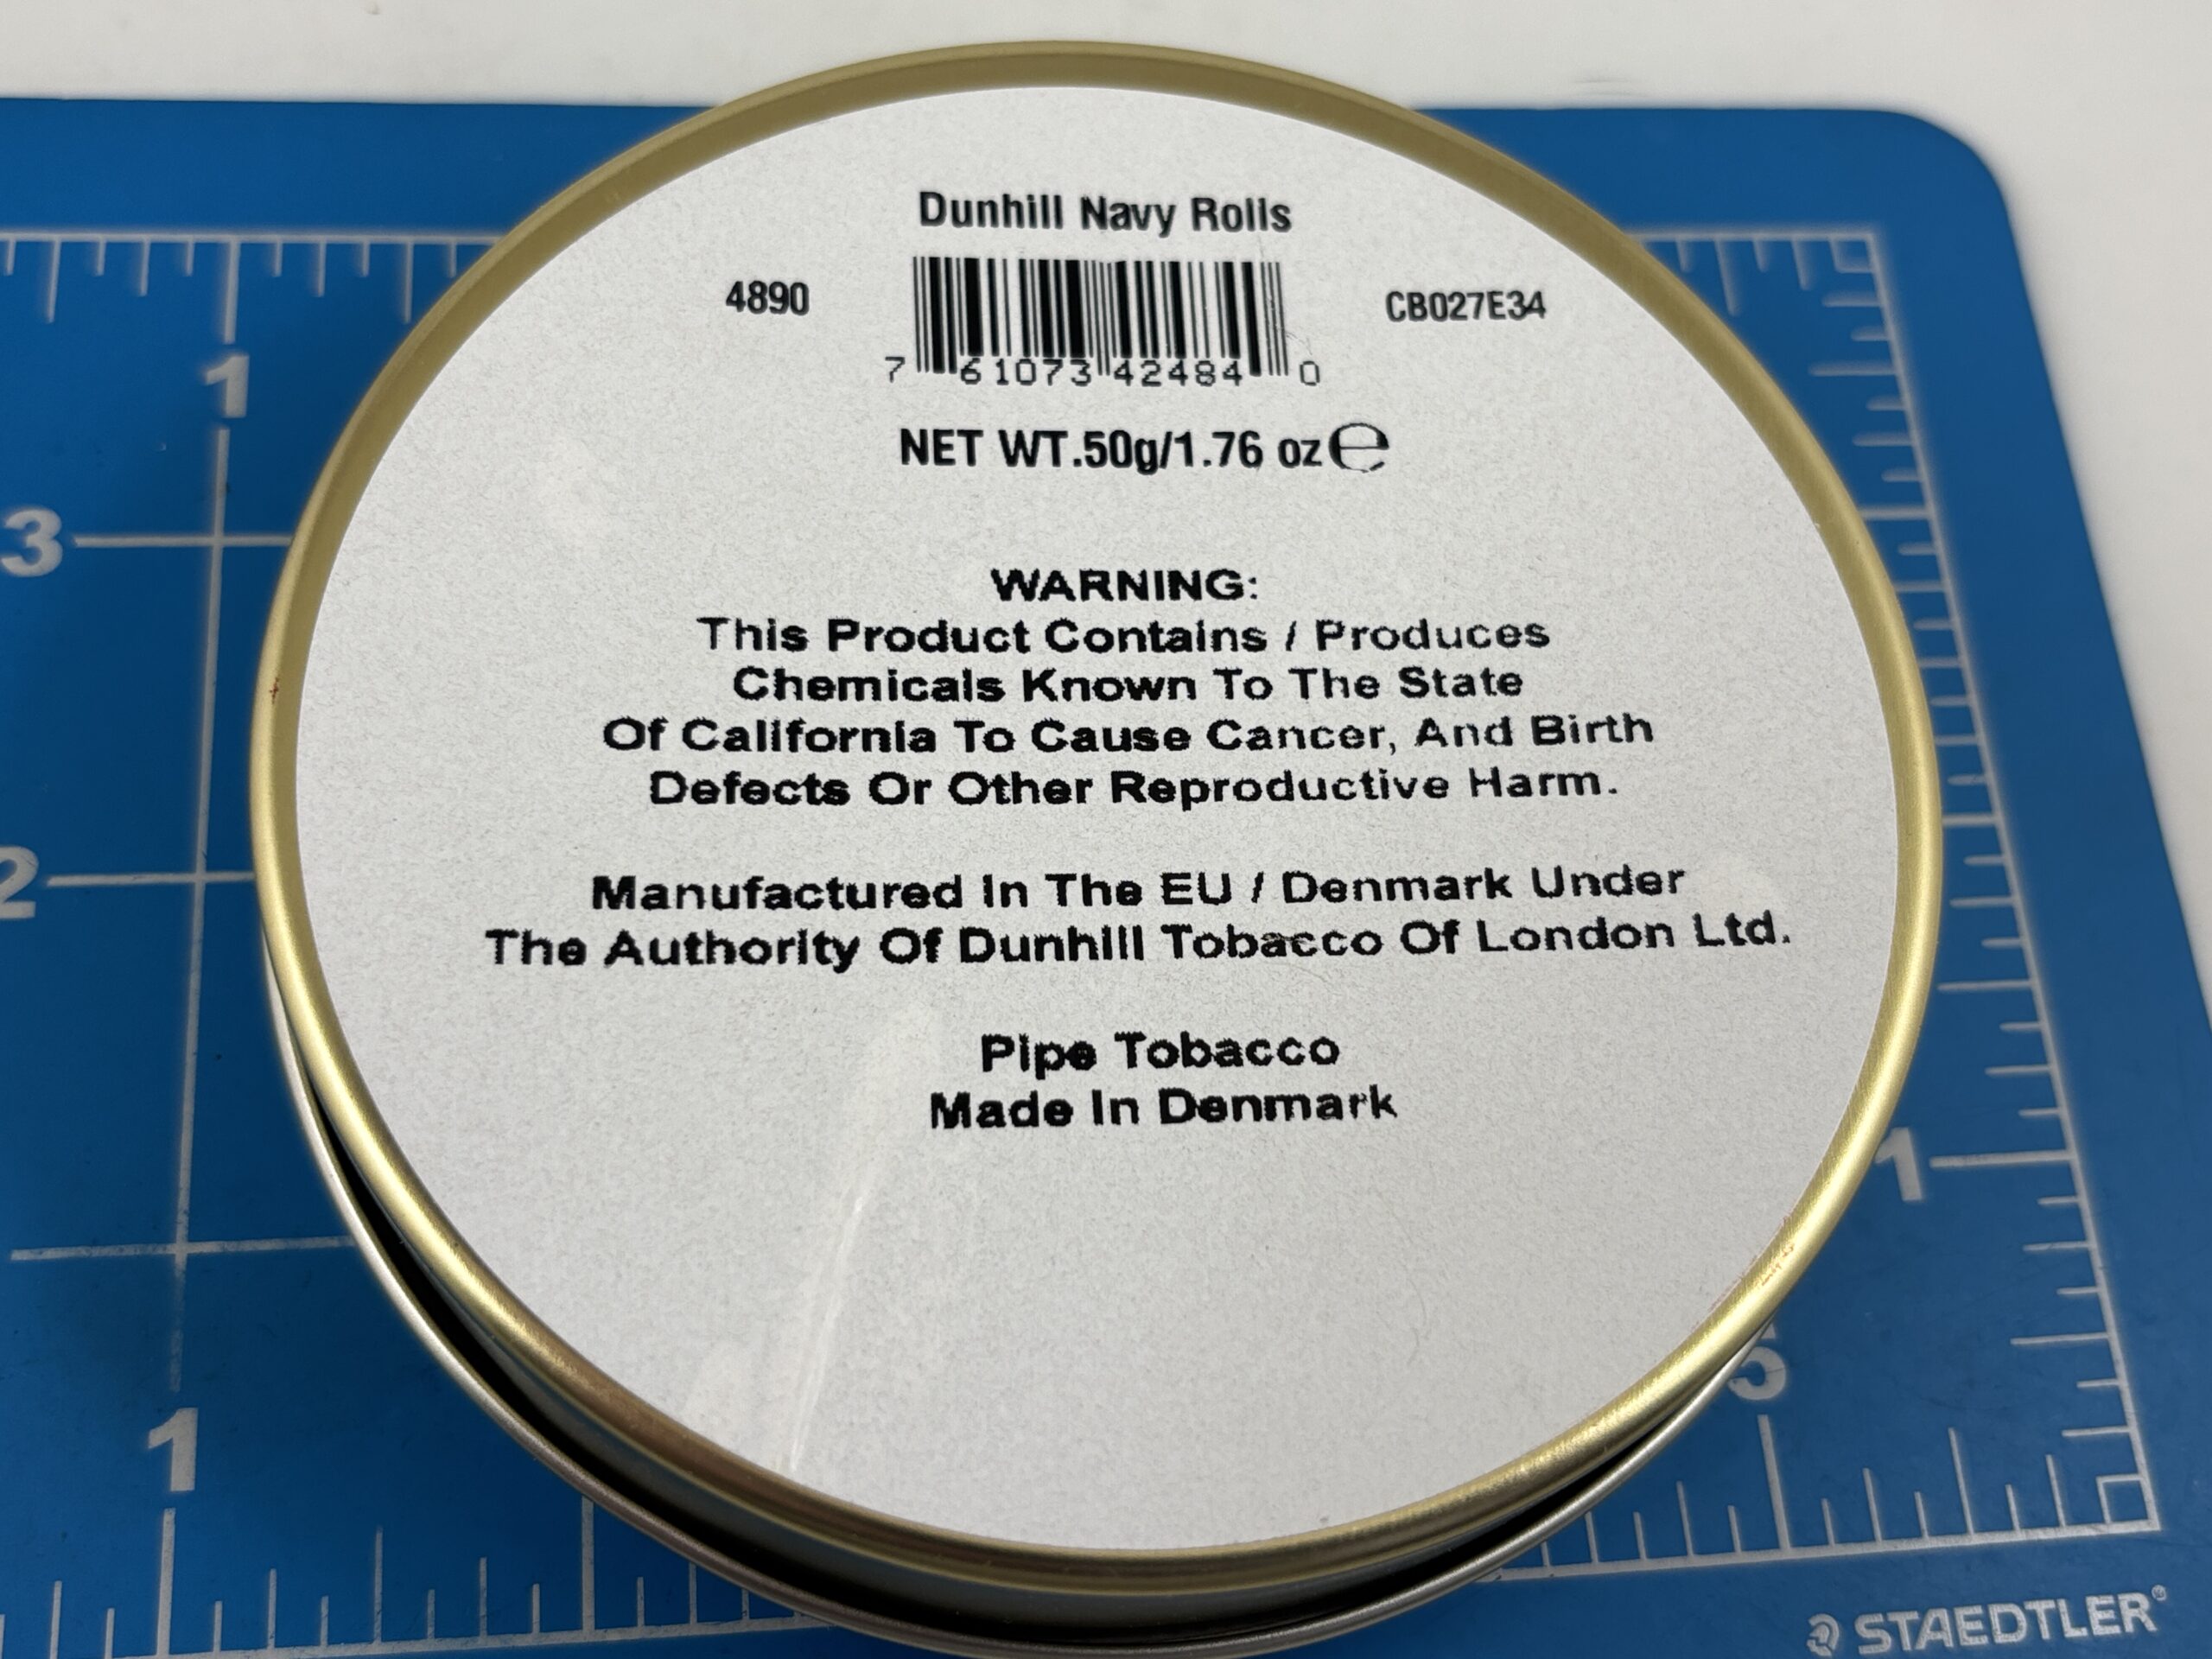 Dunhill Navy Rolls
4890
CB027E34
7 61073 42484 0
NET WT.50g/1.76 oz ℮
WARNING:
This Product Contains / Produces
Chemicals Known To The State
Of California To Cause Cancer, And Birth
Defects Or Other Reproductive Harm.
Manufactured In The EU / Denmark Under
The Authority Of Dunhill Tobacco Of London Ltd.
Pipe Tobacco
Made In Denmark
1
3
2
1
1
5
STAEDTLER®